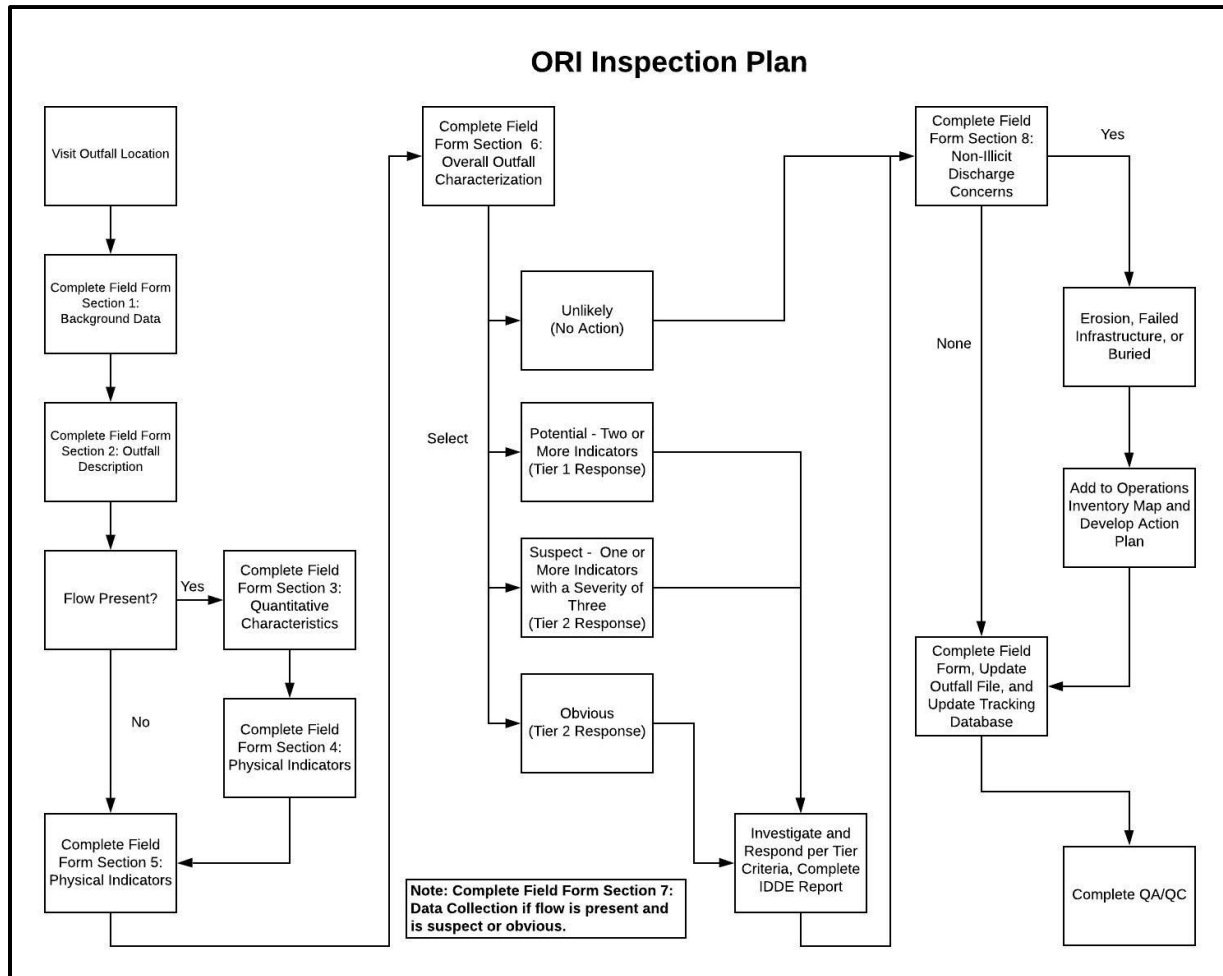 ORI Inspection Plan
Visit Outfall Location
Complete Field Form
Section 1:
Background Data
Complete Field Form
Section 2: Outfall
Description
Flow Present?
Yes
No
Complete Field
Form Section 3:
Quantitative
Characteristics
Complete Field
Form Section 4:
Physical Indicators
Complete Field
Form Section 5:
Physical Indicators
Complete Field
Form Section 6:
Overall Outfall
Characterization
Select
Unlikely
(No Action)
Potential - Two or
More Indicators
(Tier 1 Response)
Suspect - One or
More Indicators
with a Severity of
Three
(Tier 2 Response)
Obvious
(Tier 2 Response)
Investigate and
Respond per Tier
Criteria, Complete
IDDE Report
Note: Complete Field Form Section 7:
Data Collection if flow is present and
is suspect or obvious.
Complete Field
Form Section 8:
Non-Illicit
Discharge
Concerns
Yes
None
Erosion, Failed
Infrastructure, or
Buried
Add to Operations
Inventory Map and
Develop Action
Plan
Complete Field
Form, Update
Outfall File, and
Update Tracking
Database
Complete QA/QC